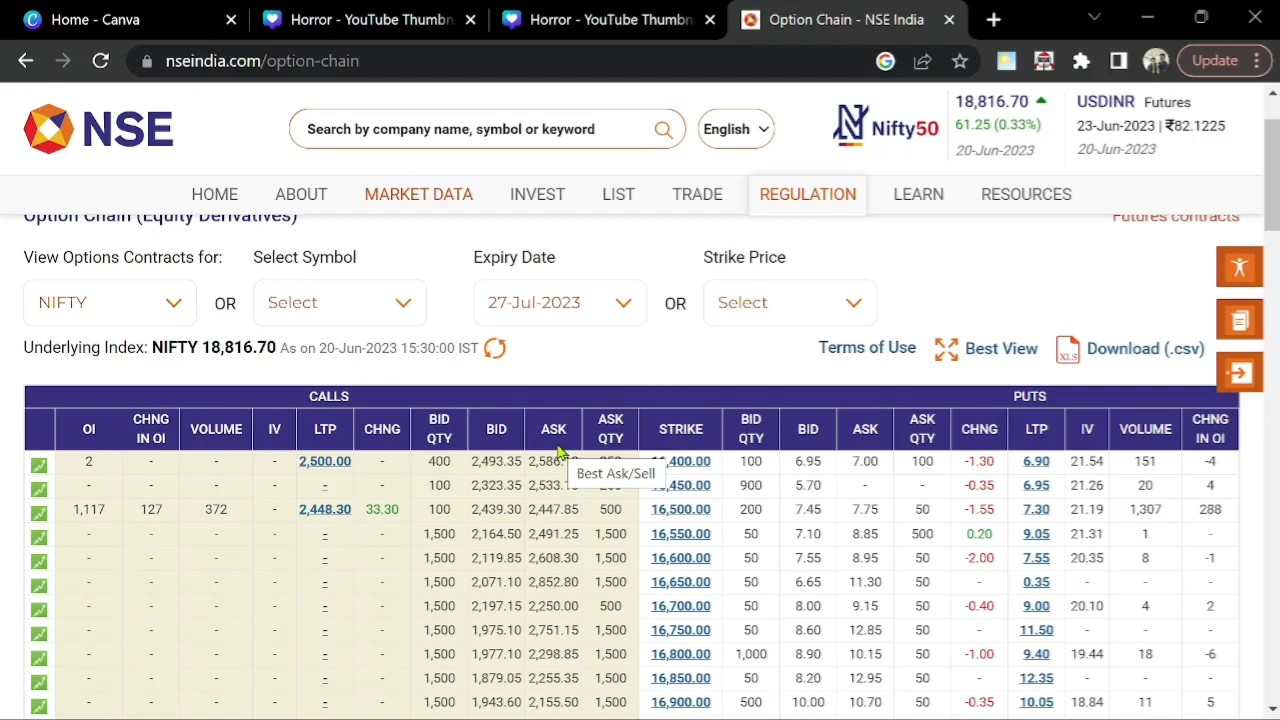 Home - Canva
Horror - YouTube Thumbn
Horror - YouTube Thumbn
Option Chain - NSE India
nseindia.com/option-chain
Update
NSE
Search by company name, symbol or keyword
English
Nifty50
18,816.70
61.25 (0.33%)
20-Jun-2023
USDINR Futures
23-Jun-2023 | ₹82.1225
20-Jun-2023
HOME ABOUT MARKET DATA INVEST LIST TRADE REGULATION LEARN RESOURCES
Option Chain (Equity Derivatives)
Futures contracts
View Options Contracts for: Select Symbol Expiry Date Strike Price
NIFTY OR Select 27-Jul-2023 OR Select
Underlying Index: NIFTY 18,816.70 As on 20-Jun-2023 15:30:00 IST
Terms of Use Best View XLS Download (.csv)
CALLS PUTS
OI CHNG IN OI VOLUME IV LTP CHNG BID QTY BID ASK ASK QTY STRIKE BID QTY BID ASK ASK QTY CHNG LTP IV VOLUME CHNG IN OI
2 - - - 2,500.00 - 400 2,493.35 2,586. ,400.00 100 6.95 7.00 100 -1.30 6.90 21.54 151 -4
Best Ask/Sell
- - - - - - 100 2,323.35 2,533. ,450.00 900 5.70 - - -0.35 6.95 21.26 20 4
1,117 127 372 - 2,448.30 33.30 100 2,439.30 2,447.85 500 16,500.00 200 7.45 7.75 50 -1.55 7.30 21.19 1,307 288
- - - - - - 1,500 2,164.50 2,491.25 1,500 16,550.00 50 7.10 8.85 500 0.20 9.05 21.31 1 -
- - - - - - 1,500 2,119.85 2,608.30 1,500 16,600.00 50 7.55 8.95 50 -2.00 7.55 20.35 8 -1
- - - - - - 1,500 2,071.10 2,852.80 1,500 16,650.00 50 6.65 11.30 50 - 0.35 - - -
- - - - - - 1,500 2,197.15 2,250.00 500 16,700.00 50 8.00 9.15 50 -0.40 9.00 20.10 4 2
- - - - - - 1,500 1,975.10 2,751.15 1,500 16,750.00 50 8.60 12.85 50 - 11.50 - - -
- - - - - - 1,500 1,977.10 2,298.85 1,500 16,800.00 1,000 8.90 10.15 50 -1.00 9.40 19.44 18 -6
- - - - - - 1,500 1,879.05 2,255.35 1,500 16,850.00 50 8.20 12.95 50 - 12.35 - - -
- - - - - - 1,500 1,943.60 2,155.50 1,500 16,900.00 500 10.00 10.70 50 -0.35 10.05 18.84 11 5